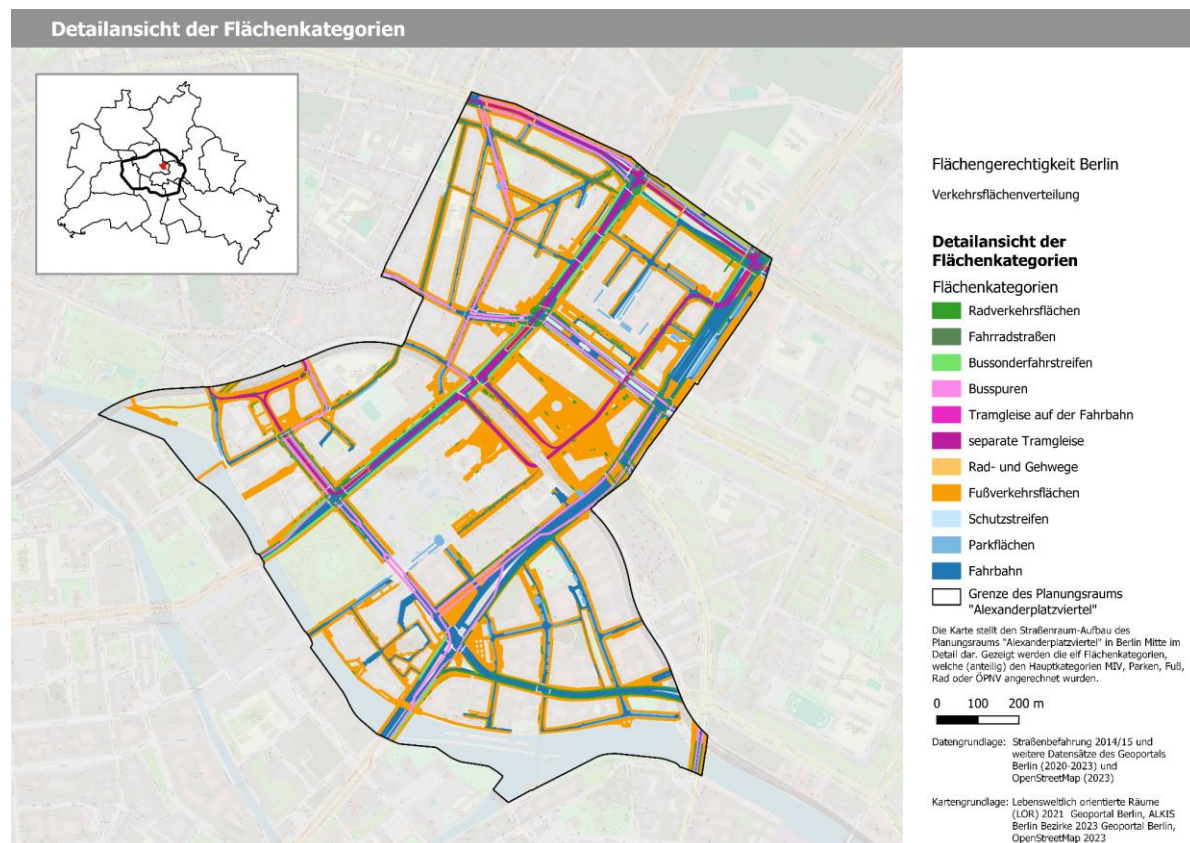 Detailansicht der Flächenkategorien
Flächengerechtigkeit Berlin
Verkehrsflächenverteilung
Detailansicht der
Flächenkategorien
Flächenkategorien
Radverkehrsflächen
Fahrradstraßen
Bussonderfahrstreifen
Busspuren
Tramgleise auf der Fahrbahn
separate Tramgleise
Rad- und Gehwege
Fußverkehrsflächen
Schutzstreifen
Parkflächen
Fahrbahn
Grenze des Planungsraums
"Alexanderplatzviertel"
Die Karte stellt den Straßenraum-Aufbau des
Planungsraums "Alexanderplatzviertel" in Berlin Mitte im
Detail dar. Gezeigt werden die elf Flächenkategorien,
welche (anteilig) den Hauptkategorien MIV, Parken, Fuß,
Rad oder ÖPNV angerechnet wurden.
0 100 200 m
Datengrundlage: Straßenbefahrung 2014/15 und
weitere Datensätze des Geoportals
Berlin (2020-2023) und
OpenStreetMap (2023)
Kartengrundlage: Lebensweltlich orientierte Räume
(LOR) 2021 Geoportal Berlin, ALKIS
Berlin Bezirke 2023 Geoportal Berlin,
OpenStreetMap 2023